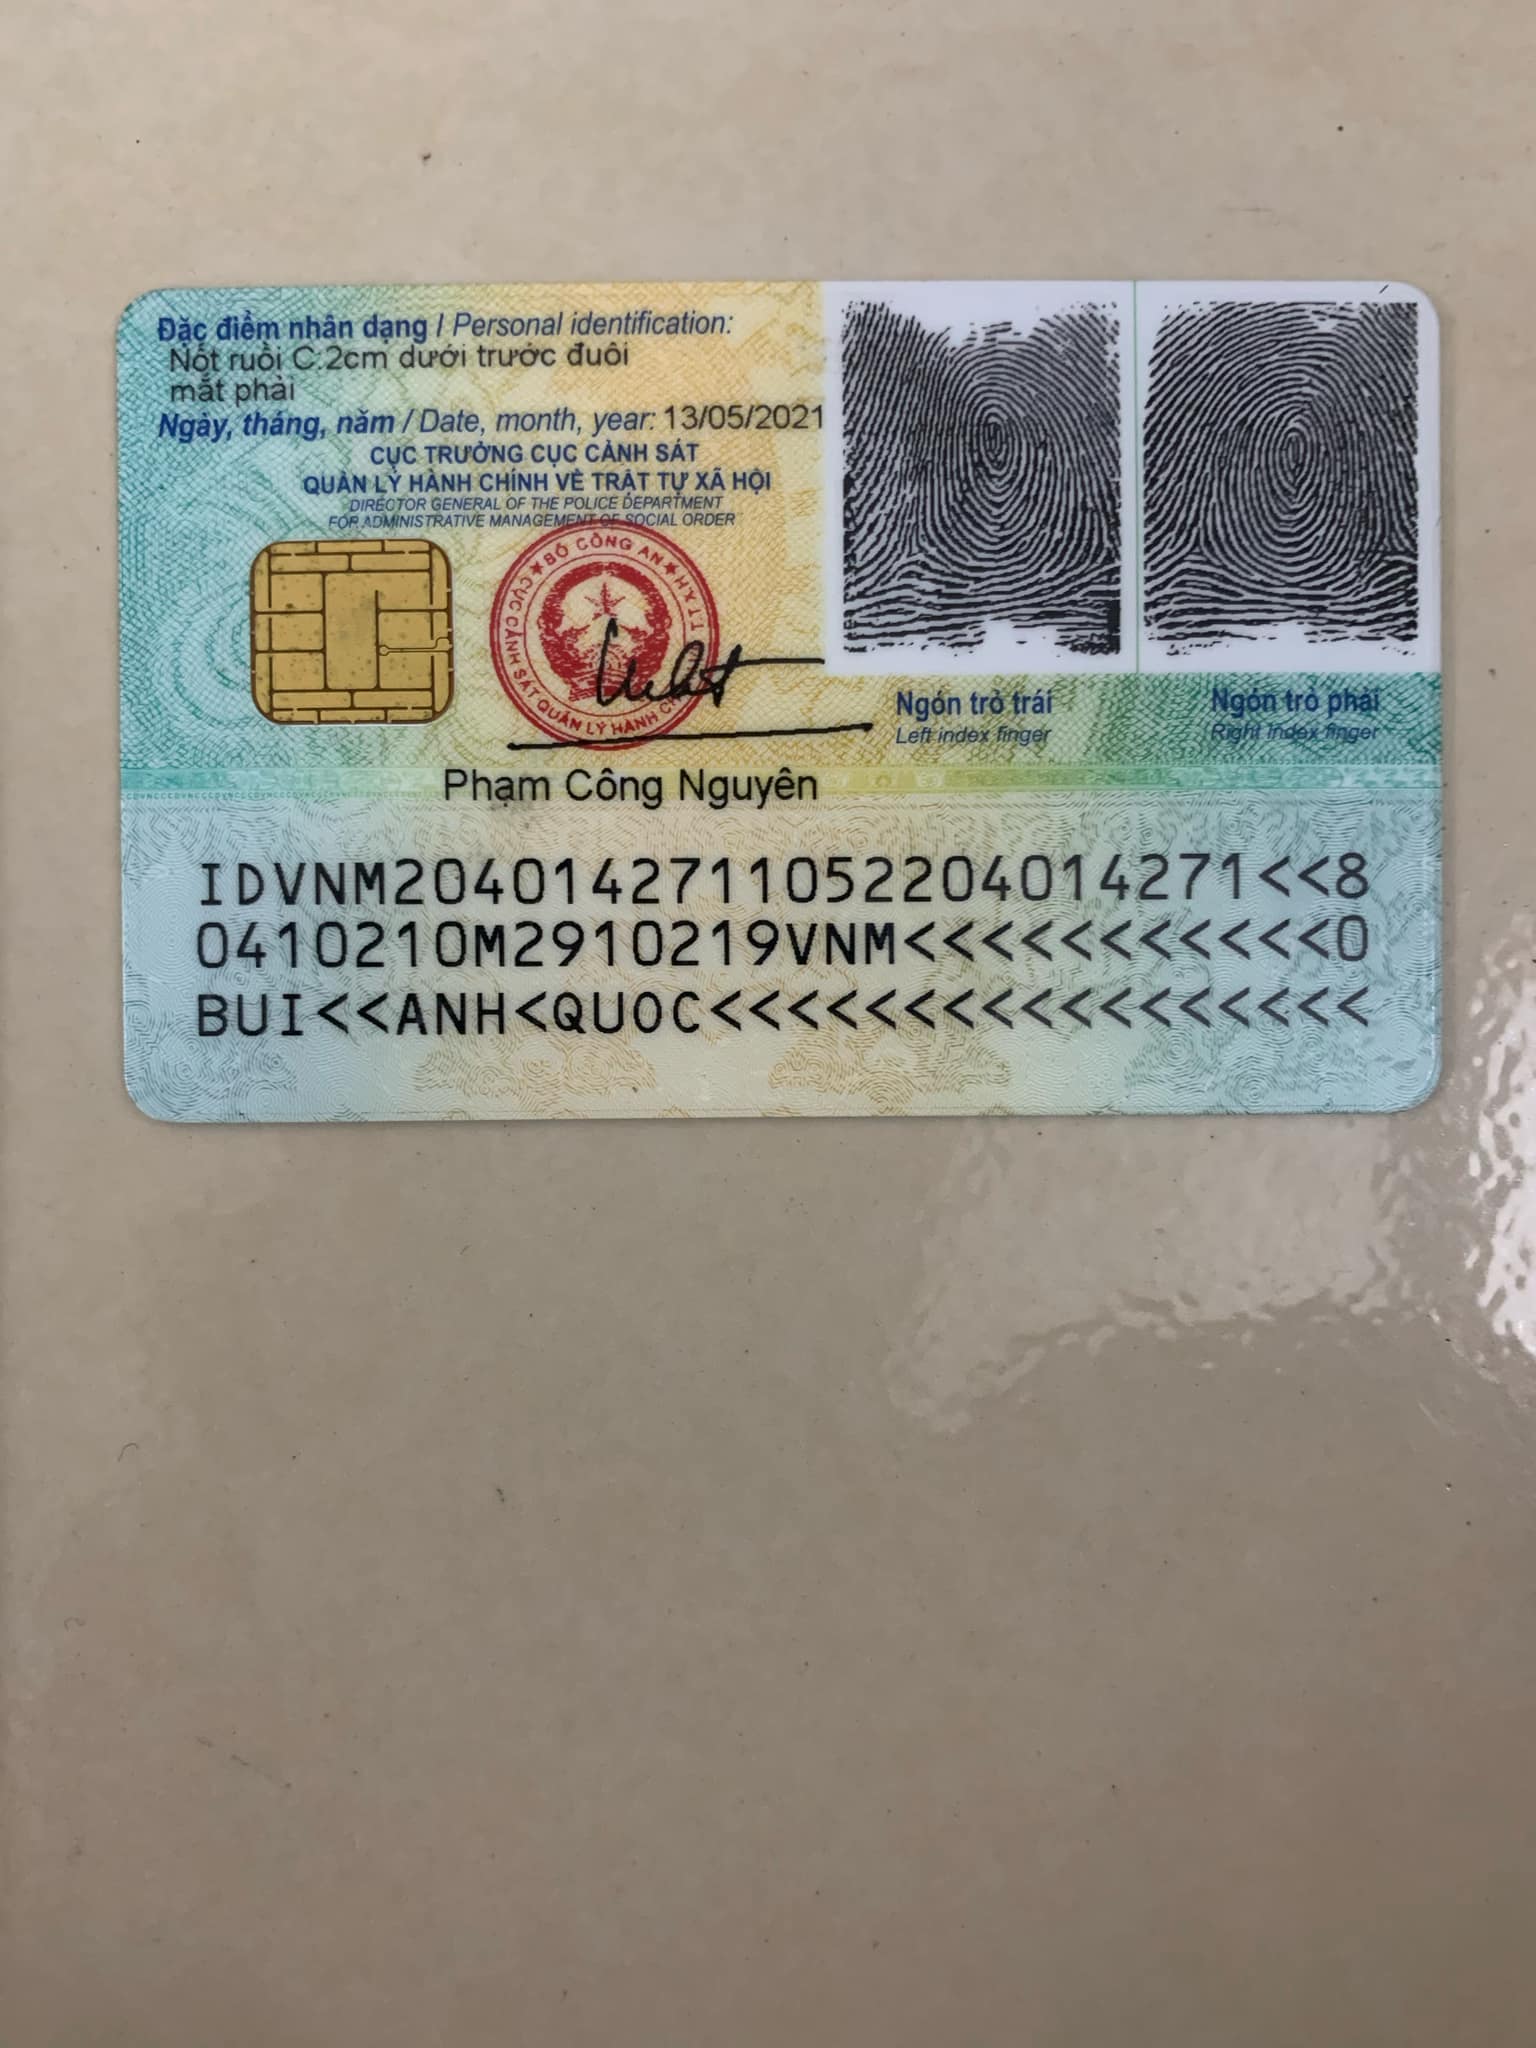 Đặc điểm nhân dạng / Personal identification:
Nốt ruồi C.2cm dưới trước đuôi
mắt phải
Ngày, tháng, năm / Date, month, year: 13/05/2021
CỤC TRƯỞNG CỤC CẢNH SÁT
QUẢN LÝ HÀNH CHÍNH VỀ TRẬT TỰ XÃ HỘI
DIRECTOR GENERAL OF THE POLICE DEPARTMENT
FOR ADMINISTRATIVE MANAGEMENT OF SOCIAL ORDER
BỘ CÔNG AN
CỤC CẢNH SÁT QUẢN LÝ HÀNH CH
TTXH
Ngón trỏ trái
Left index finger
Ngón trỏ phải
Right index finger
Phạm Công Nguyên
IDVNM2040142711052204014271<<8
0410210M2910219VNM<<<<<<<<<<<0
BUI<<ANH<QUOC<<<<<<<<<<<<<<<<<